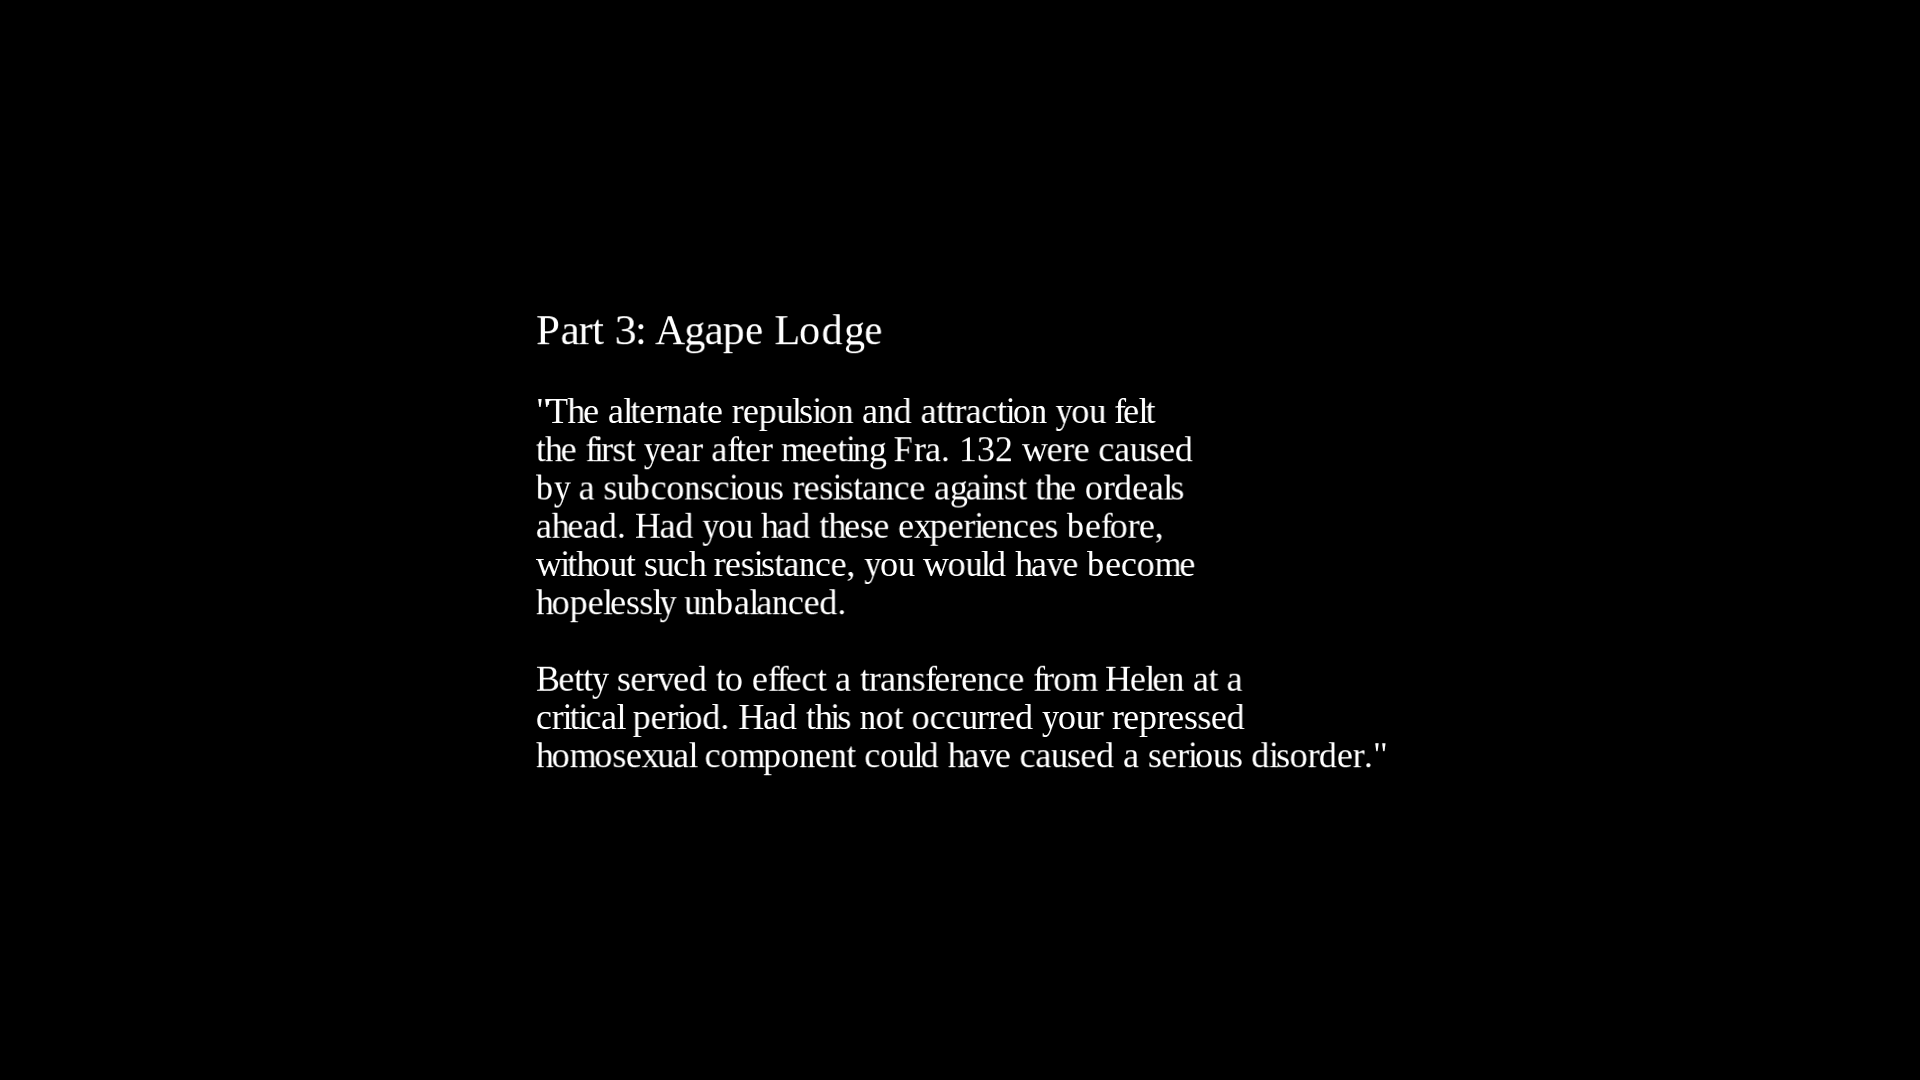 Part 3: Agape Lodge
"The alternate repulsion and attraction you felt
the first year after meeting Fra. 132 were caused
by a subconscious resistance against the ordeals
ahead. Had you had these experiences before,
without such resistance, you would have become
hopelessly unbalanced.
Betty served to effect a transference from Helen at a
critical period. Had this not occurred your repressed
homosexual component could have caused a serious disorder."